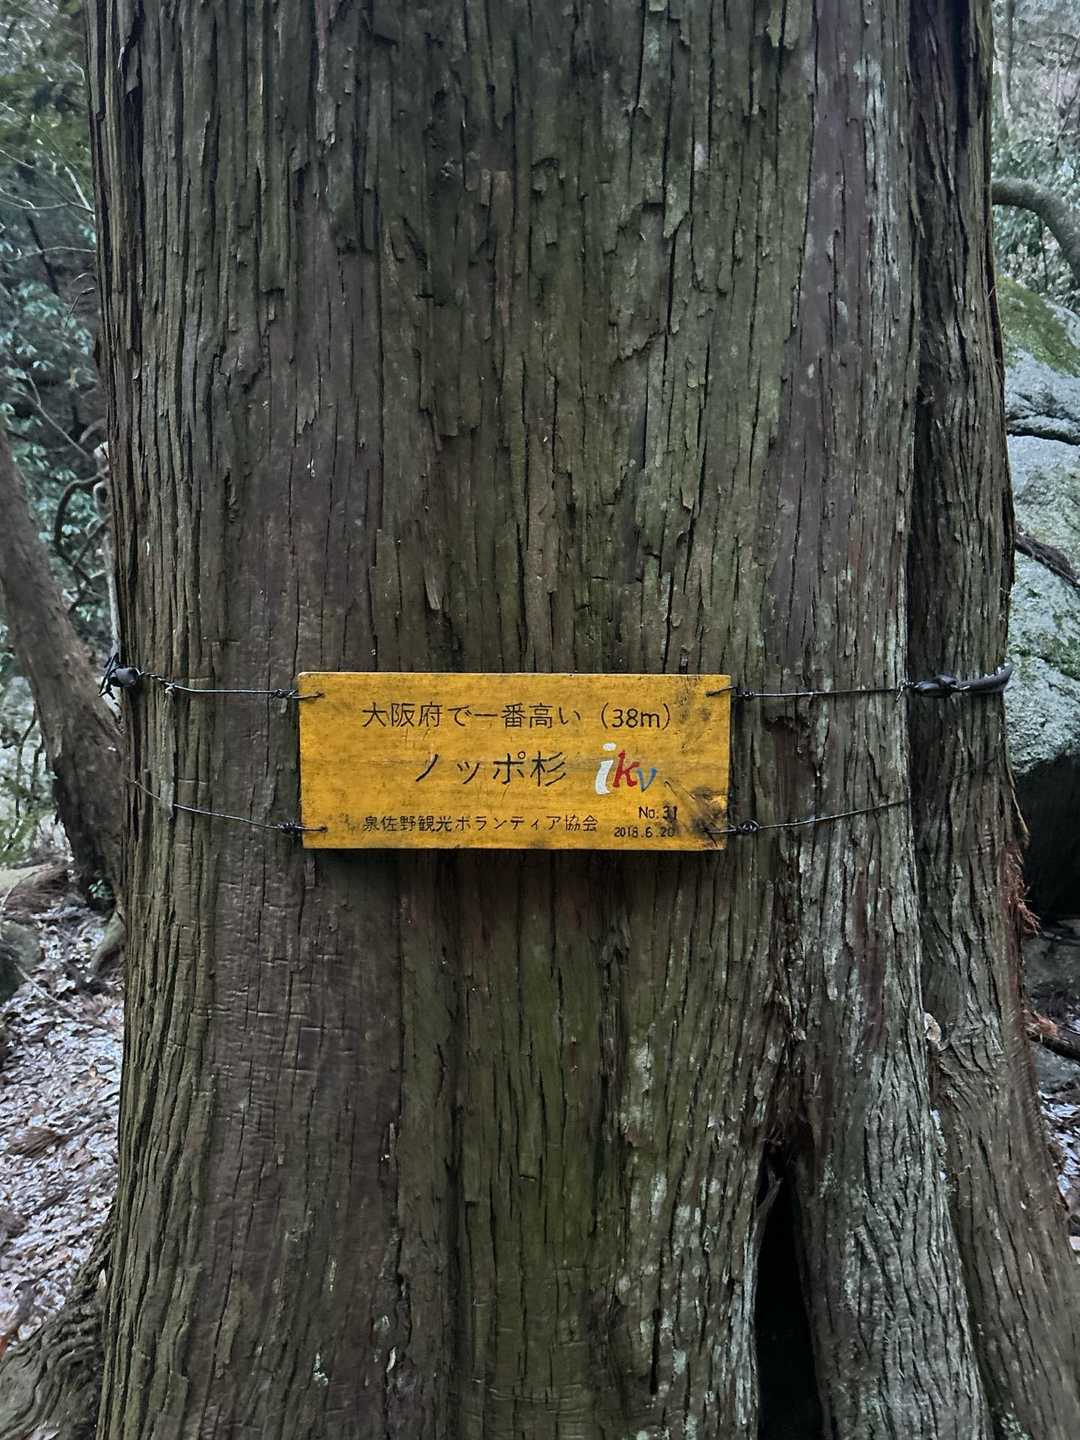 大阪府で一番高い（38m）
ノッポ杉 ikv
No.31
泉佐野観光ボランティア協会 2018.6.20